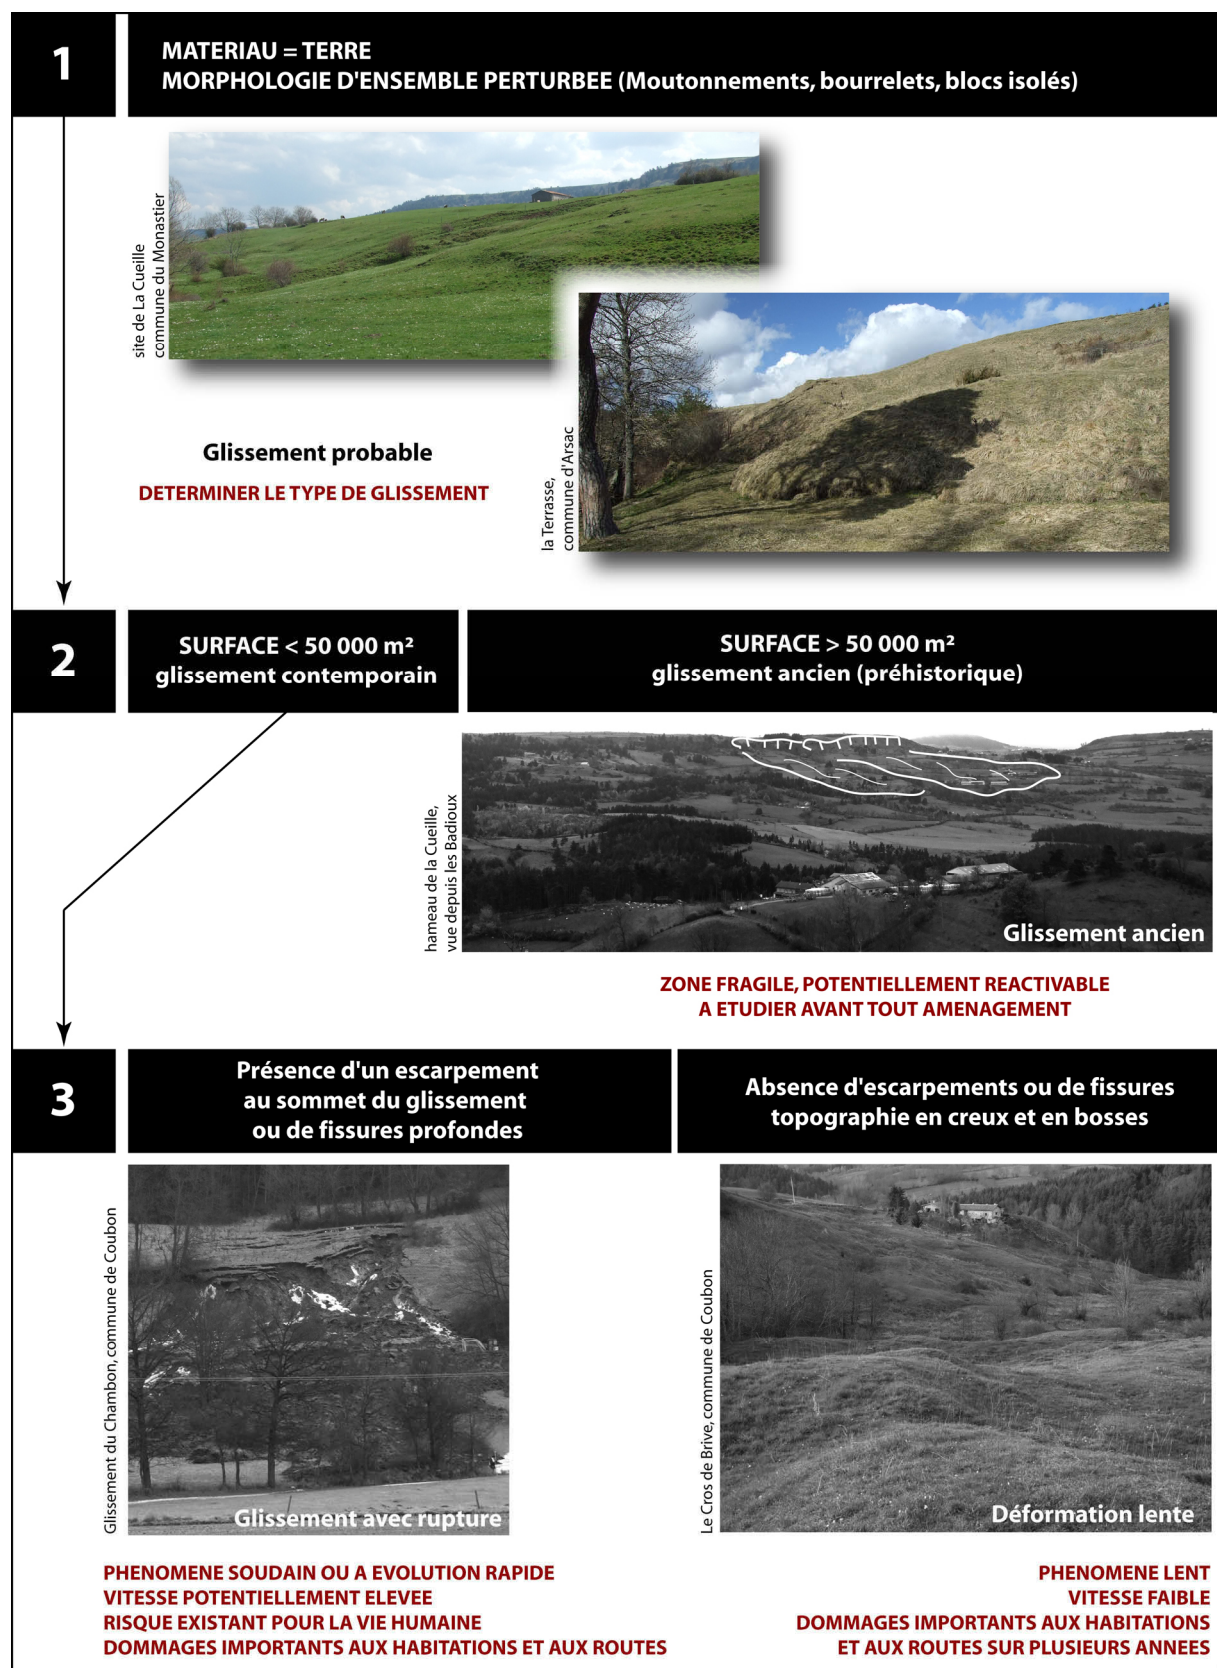 1
MATERIAU = TERRE
MORPHOLOGIE D'ENSEMBLE PERTURBEE (Moutonnements, bourrelets, blocs isolés)
site de La Cueille
commune du Monastier
Glissement probable
DETERMINER LE TYPE DE GLISSEMENT
la Terrasse,
commune d'Arsac
2
SURFACE < 50 000 m²
glissement contemporain
SURFACE > 50 000 m²
glissement ancien (préhistorique)
hameau de la Cueille,
vue depuis les Badioux
Glissement ancien
ZONE FRAGILE, POTENTIELLEMENT REACTIVABLE
A ETUDIER AVANT TOUT AMENAGEMENT
3
Présence d'un escarpement
au sommet du glissement
ou de fissures profondes
Absence d'escarpements ou de fissures
topographie en creux et en bosses
Glissement du Chambon, commune de Coubon
Glissement avec rupture
Le Cros de Brive, commune de Coubon
Déformation lente
PHENOMENE SOUDAIN OU A EVOLUTION RAPIDE
VITESSE POTENTIELLEMENT ELEVEE
RISQUE EXISTANT POUR LA VIE HUMAINE
DOMMAGES IMPORTANTS AUX HABITATIONS ET AUX ROUTES
PHENOMENE LENT
VITESSE FAIBLE
DOMMAGES IMPORTANTS AUX HABITATIONS
ET AUX ROUTES SUR PLUSIEURS ANNEES